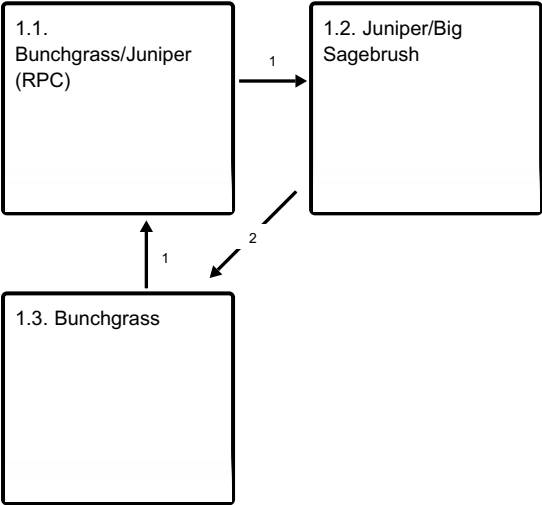 1.1.
Bunchgrass/Juniper
(RPC)
1
1.2. Juniper/Big
Sagebrush
2
1
1.3. Bunchgrass